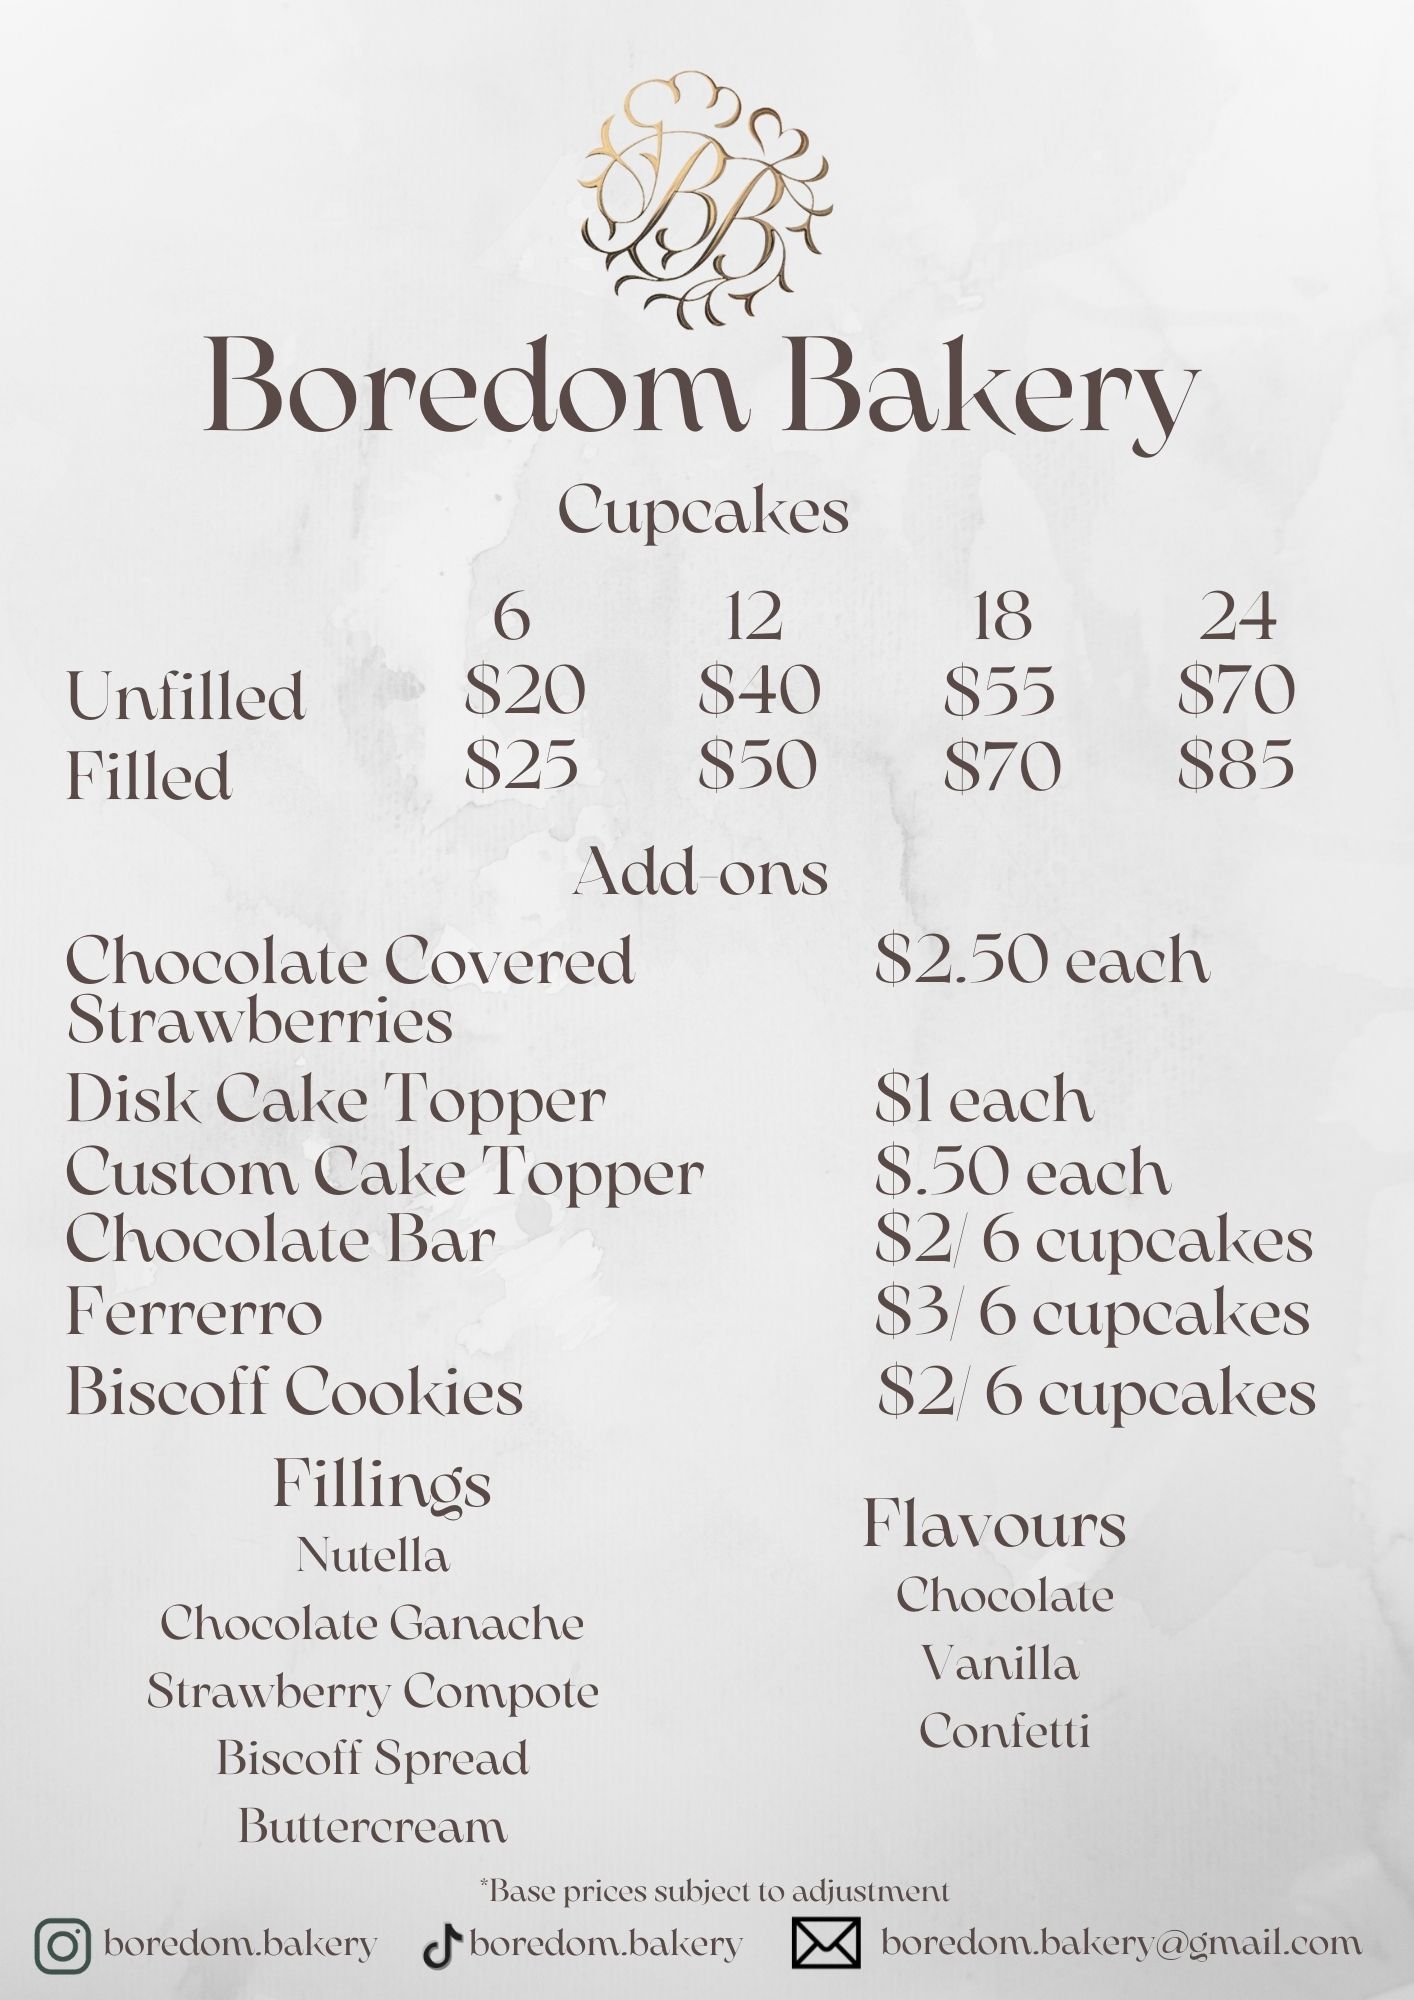 BB
Boredom Bakery
Cupcakes
6 12 18 24
Unfilled $20 $40 $55 $70
Filled $25 $50 $70 $85
Add-ons
Chocolate Covered $2.50 each
Strawberries
Disk Cake Topper $1 each
Custom Cake Topper $.50 each
Chocolate Bar $2/ 6 cupcakes
Ferrerro $3/ 6 cupcakes
Biscoff Cookies $2/ 6 cupcakes
Fillings
Nutella
Chocolate Ganache
Strawberry Compote
Biscoff Spread
Buttercream
Flavours
Chocolate
Vanilla
Confetti
*Base prices subject to adjustment
boredom.bakery boredom.bakery boredom.bakery@gmail.com